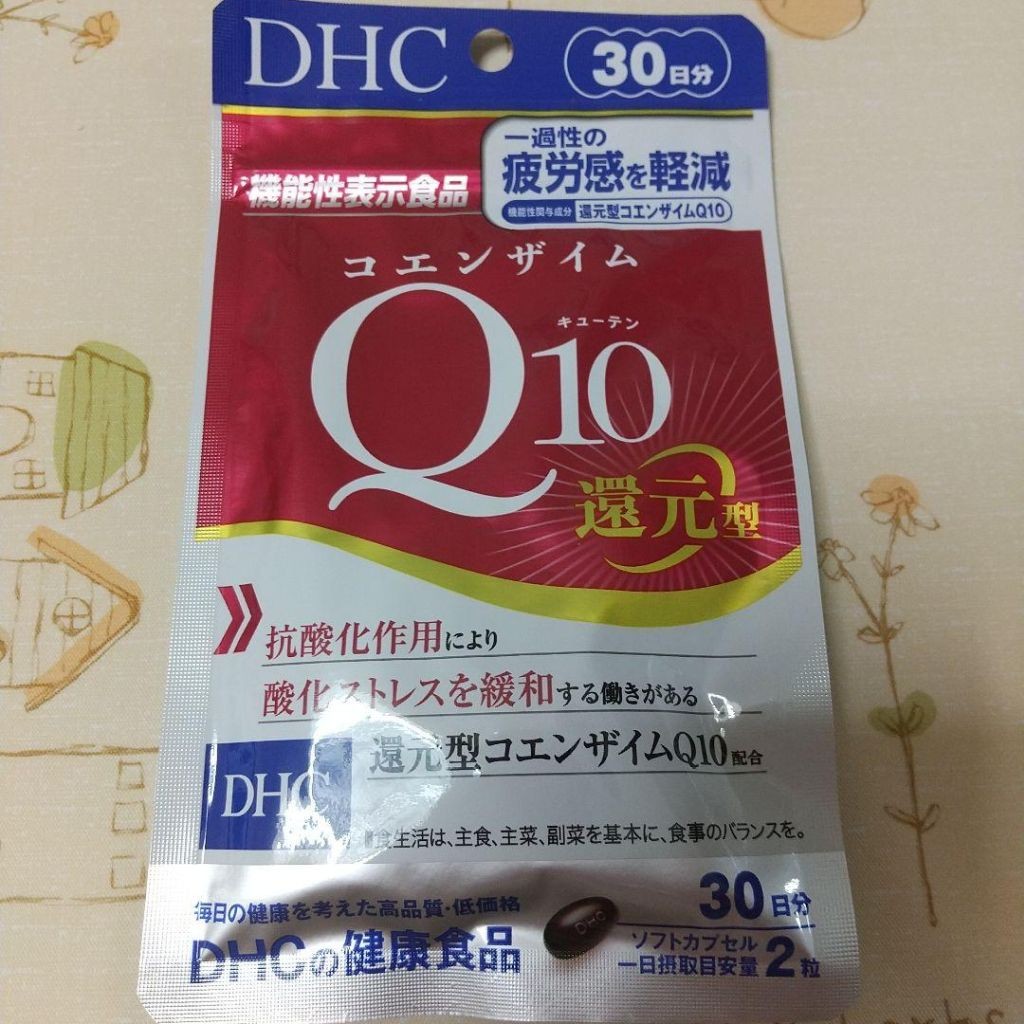 DHC
30日分
一過性の
疲労感を軽減
機能性関与成分 還元型コエンザイムQ10
機能性表示食品
コエンザイム
キューテン
Q10
還元型
抗酸化作用により
酸化ストレスを緩和する働きがある
還元型コエンザイムQ10配合
DHC
食生活は、主食、主菜、副菜を基本に、食事のバランスを。
毎日の健康を考えた高品質・低価格
DHCの健康食品
DHC
30日分
ソフトカプセル
一日摂取目安量 2粒